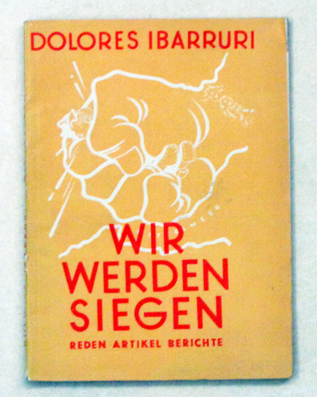 DOLORES IBARRURI
WIR
WERDEN
SIEGEN
REDEN ARTIKEL BERICHTE